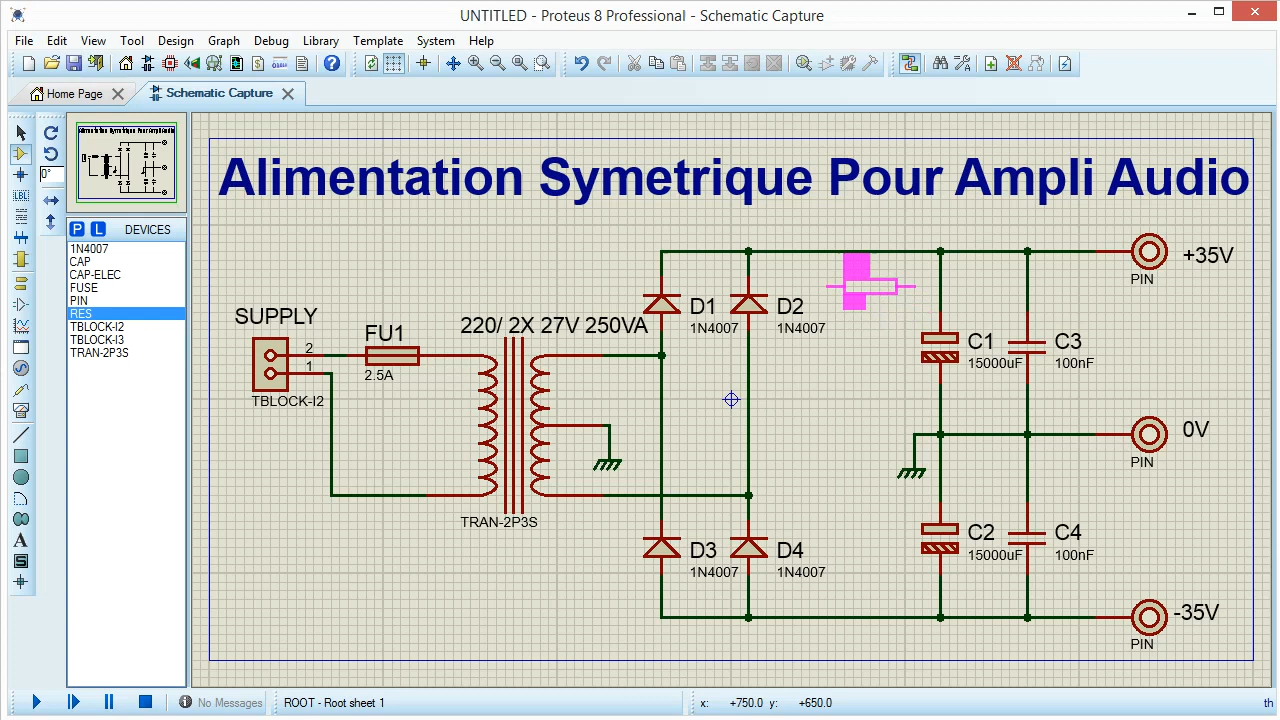 UNTITLED - Proteus 8 Professional - Schematic Capture
File Edit View Tool Design Graph Debug Library Template System Help
Home Page Schematic Capture
0°
P L DEVICES
1N4007
CAP
CAP-ELEC
FUSE
PIN
RES
TBLOCK-I2
TBLOCK-I3
TRAN-2P3S
Alimentation Symetrique Pour Ampli Audio
SUPPLY
2
1
TBLOCK-I2
FU1
2.5A
220/ 2X 27V 250VA
TRAN-2P3S
D1
1N4007
D2
1N4007
D3
1N4007
D4
1N4007
C1
15000uF
C3
100nF
C2
15000uF
C4
100nF
+35V
PIN
0V
PIN
-35V
PIN
No Messages ROOT - Root sheet 1 x: +750.0 y: +650.0 th